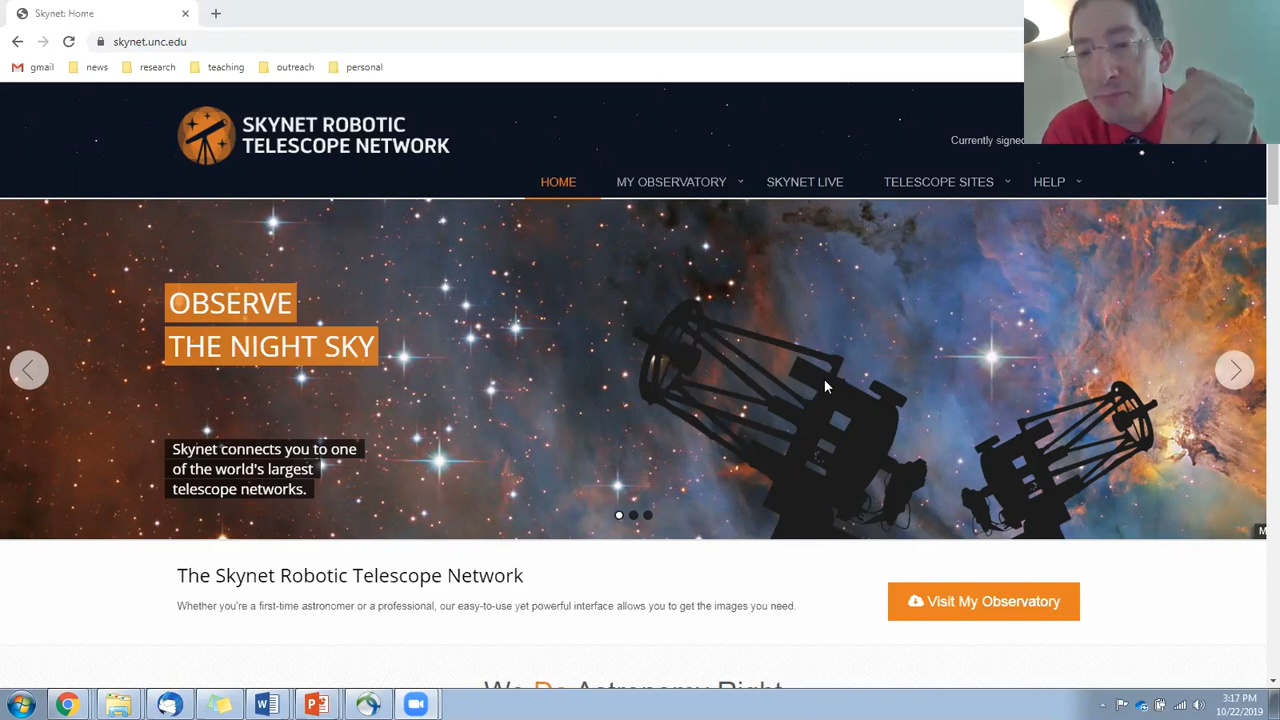 Skynet: Home
skynet.unc.edu
gmail news research teaching outreach personal
SKYNET ROBOTIC
TELESCOPE NETWORK
Currently signed
HOME MY OBSERVATORY SKYNET LIVE TELESCOPE SITES HELP
OBSERVE
THE NIGHT SKY
Skynet connects you to one
of the world's largest
telescope networks.
The Skynet Robotic Telescope Network
Whether you're a first-time astronomer or a professional, our easy-to-use yet powerful interface allows you to get the images you need.
Visit My Observatory
We Do Astronomy Right
3:17 PM
10/22/2019